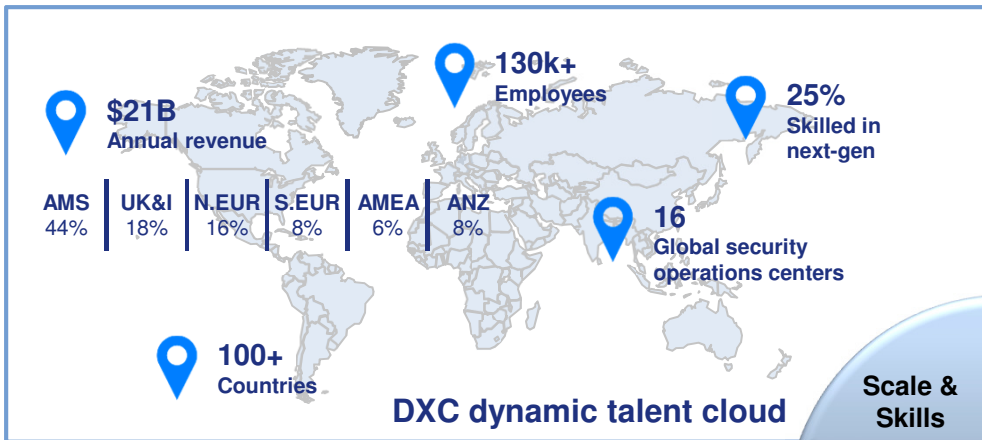 130k+
Employees
25%
Skilled in
next-gen
$21B
Annual revenue
AMS UK&I N.EUR S.EUR AMEA ANZ
44% 18% 16% 8% 6% 8%
16
Global security
operations centers
100+
Countries
DXC dynamic talent cloud
Scale &
Skills